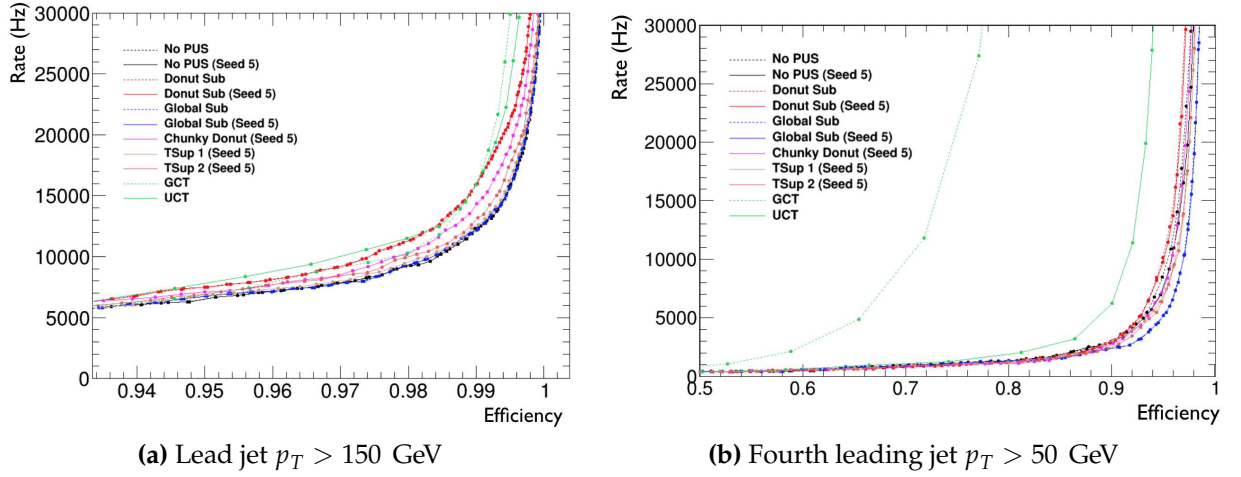 Rate (Hz)
30000
25000
20000
15000
10000
5000
0
No PUS
No PUS (Seed 5)
Donut Sub
Donut Sub (Seed 5)
Global Sub
Global Sub (Seed 5)
Chunky Donut (Seed 5)
TSup 1 (Seed 5)
TSup 2 (Seed 5)
GCT
UCT
0.94 0.95 0.96 0.97 0.98 0.99 1
Efficiency
(a) Lead jet p_T > 150 GeV
Rate (Hz)
30000
25000
20000
15000
10000
5000
0
No PUS
No PUS (Seed 5)
Donut Sub
Donut Sub (Seed 5)
Global Sub
Global Sub (Seed 5)
Chunky Donut (Seed 5)
TSup 1 (Seed 5)
TSup 2 (Seed 5)
GCT
UCT
0.5 0.6 0.7 0.8 0.9 1
Efficiency
(b) Fourth leading jet p_T > 50 GeV